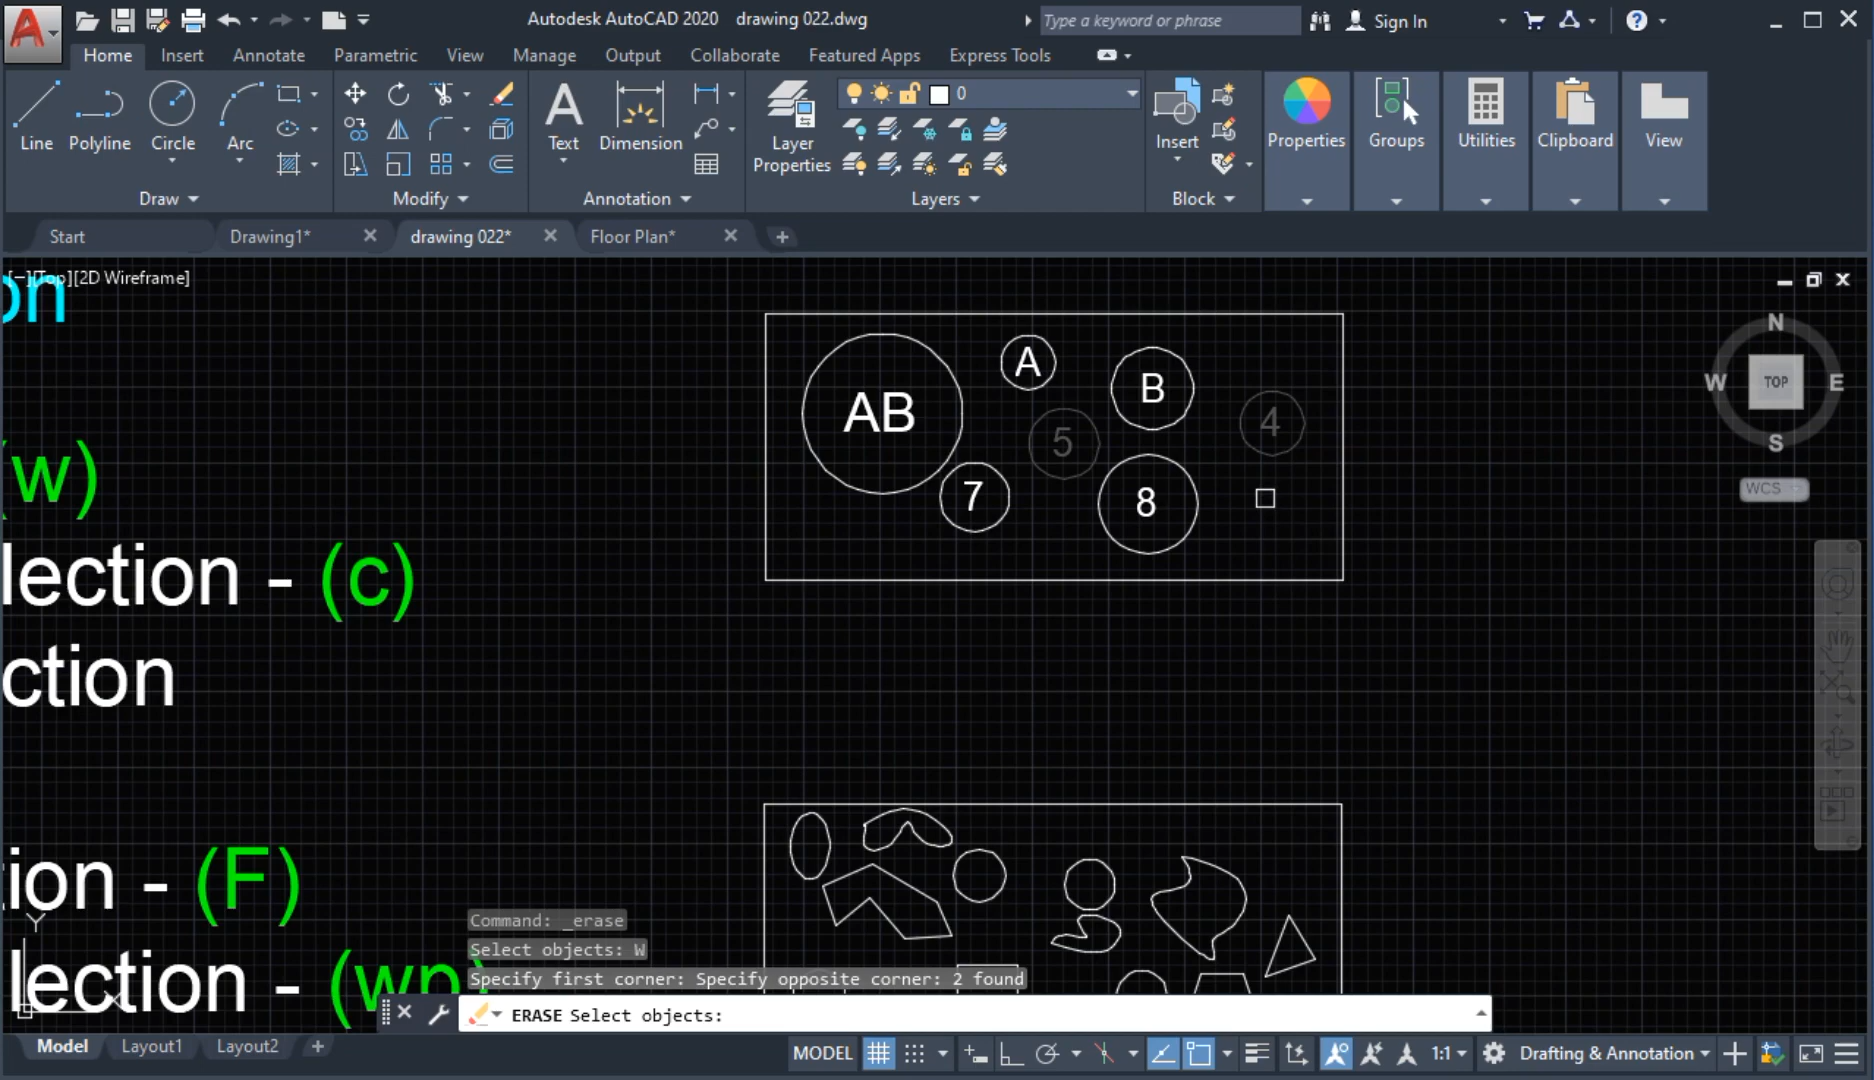 Autodesk AutoCAD 2020 drawing 022.dwg
Type a keyword or phrase
Sign In
Home Insert Annotate Parametric View Manage Output Collaborate Featured Apps Express Tools
0
Line Polyline Circle Arc
Text Dimension
Layer
Properties
Insert
Properties Groups Utilities Clipboard View
Draw Modify Annotation Layers Block
Start Drawing1* drawing 022* Floor Plan*
[−][Top][2D Wireframe]
on
AB A B
5 4
7 8
N
W TOP E
S
WCS
(w)
lection - (c)
ction
tion - (F)
lection - (wp)
Y
X
Command: _erase
Select objects: W
Specify first corner: Specify opposite corner: 2 found
ERASE Select objects:
Model Layout1 Layout2
MODEL 1:1 Drafting & Annotation